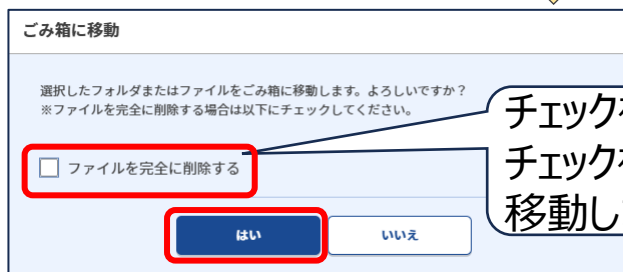 ごみ箱に移動
選択したフォルダまたはファイルをごみ箱に移動します。よろしいですか？
※ファイルを完全に削除する場合は以下にチェックしてください。
ファイルを完全に削除する
はい
いいえ
チェック
チェック
移動し